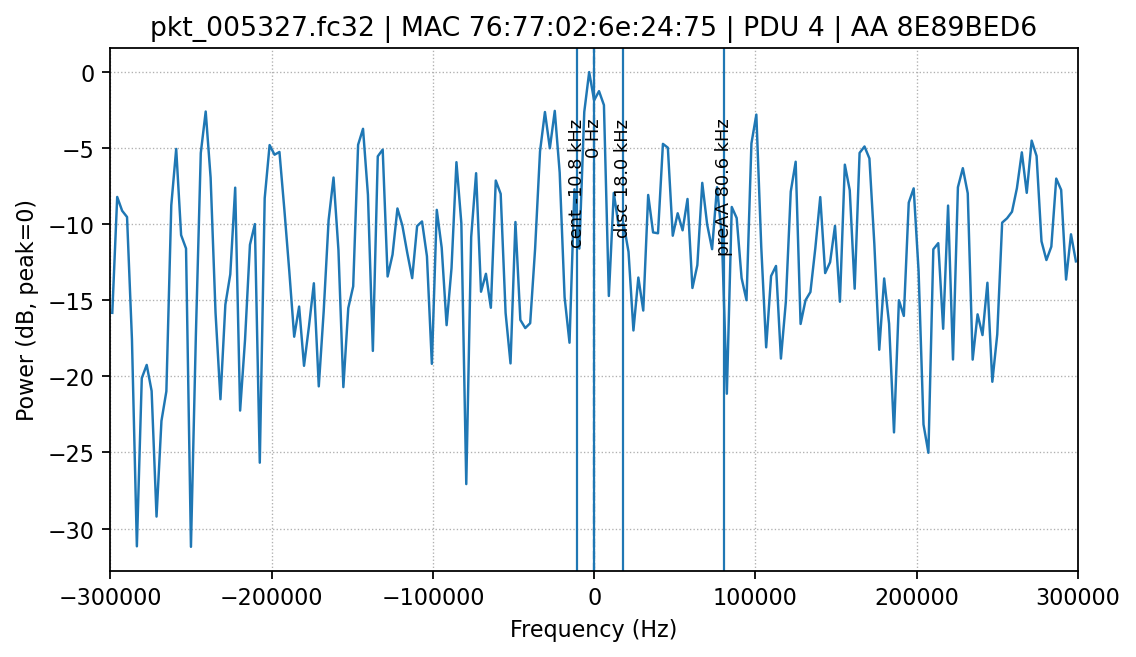 pkt_005327.fc32 | MAC 76:77:02:6e:24:75 | PDU 4 | AA 8E89BED6
Power (dB, peak=0)
0
−5
−10
−15
−20
−25
−30
cent -10.8 kHz
0 Hz
disc 18.0 kHz
preAA 80.6 kHz
−300000
−200000
−100000
0
100000
200000
300000
Frequency (Hz)